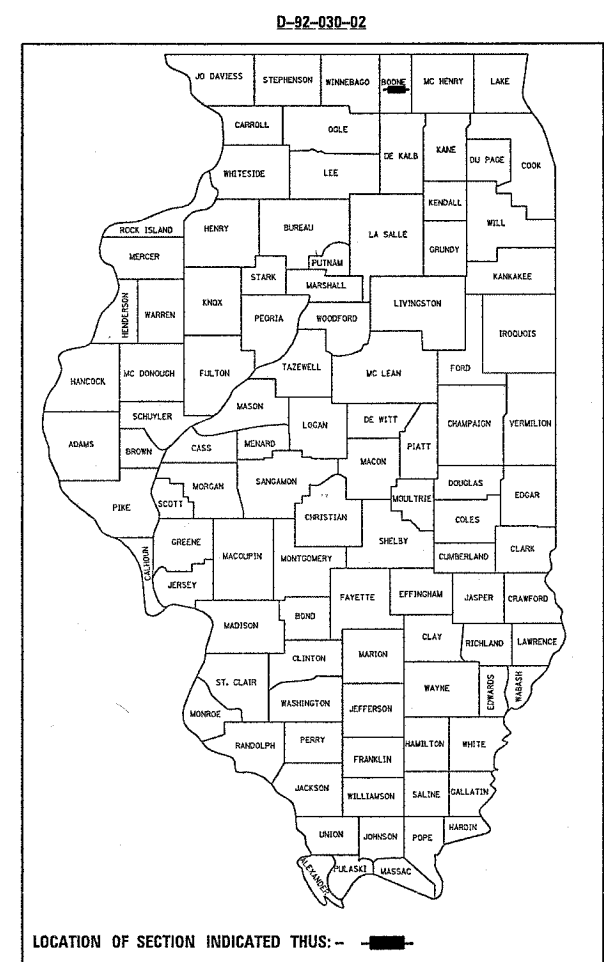 D-92-030-02
JO DAVIESS STEPHENSON WINNEBAGO BOONE MC HENRY LAKE
CARROLL OGLE
DE KALB KANE DU PAGE COOK
WHITESIDE LEE
KENDALL
WILL
ROCK ISLAND HENRY BUREAU LA SALLE GRUNDY
MERCER PUTNAM
STARK MARSHALL KANKAKEE
HENDERSON WARREN KNOX PEORIA WOODFORD LIVINGSTON
IROQUOIS
TAZEWELL MC LEAN FORD
HANCOCK MC DONOUGH FULTON
MASON
SCHUYLER LOGAN DE WITT CHAMPAIGN VERMILION
ADAMS BROWN CASS MENARD PIATT
MACON
MORGAN SANGAMON DOUGLAS
PIKE SCOTT CHRISTIAN MOULTRIE EDGAR
COLES
GREENE SHELBY
CALHOUN MACOUPIN MONTGOMERY CUMBERLAND CLARK
JERSEY FAYETTE EFFINGHAM JASPER CRAWFORD
MADISON BOND
CLAY RICHLAND LAWRENCE
CLINTON MARION
ST. CLAIR WAYNE EDWARDS WABASH
WASHINGTON JEFFERSON
MONROE
RANDOLPH PERRY HAMILTON WHITE
FRANKLIN
JACKSON WILLIAMSON SALINE GALLATIN
UNION JOHNSON POPE HARDIN
ALEXANDER PULASKI MASSAC
LOCATION OF SECTION INDICATED THUS: -